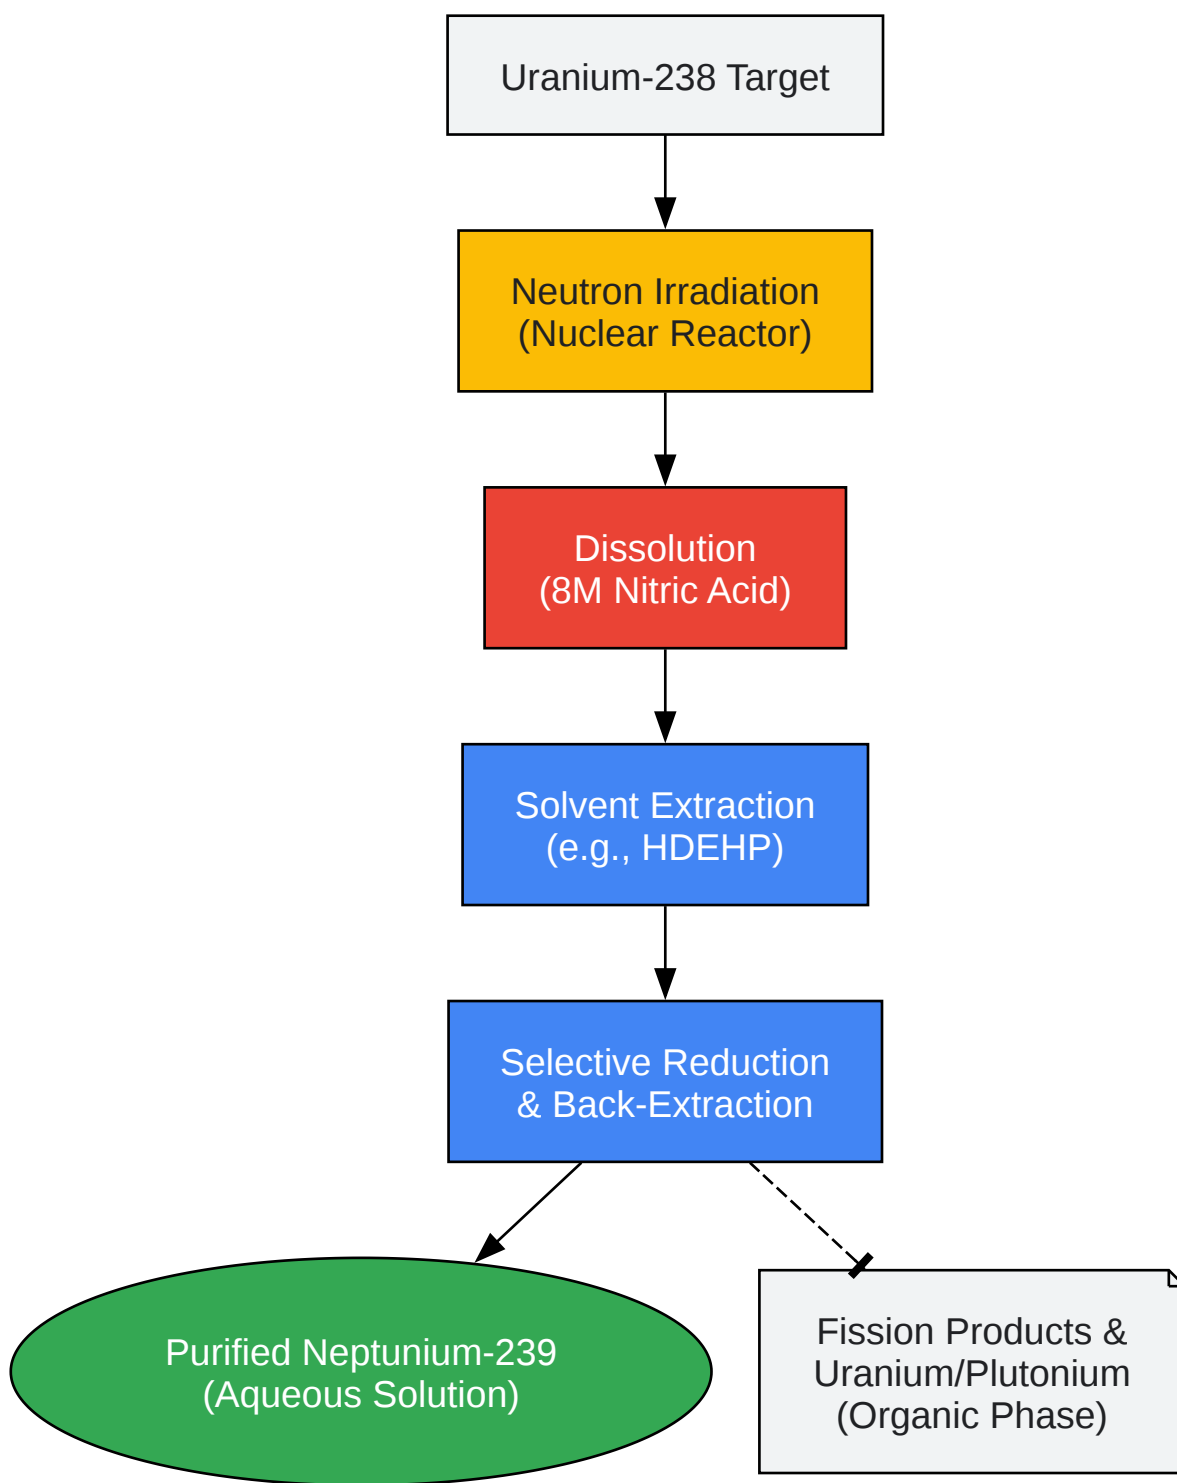 Uranium-238 Target
Neutron Irradiation
(Nuclear Reactor)
Dissolution
(8M Nitric Acid)
Solvent Extraction
(e.g., HDEHP)
Selective Reduction
& Back-Extraction
Purified Neptunium-239
(Aqueous Solution)
Fission Products &
Uranium/Plutonium
(Organic Phase)